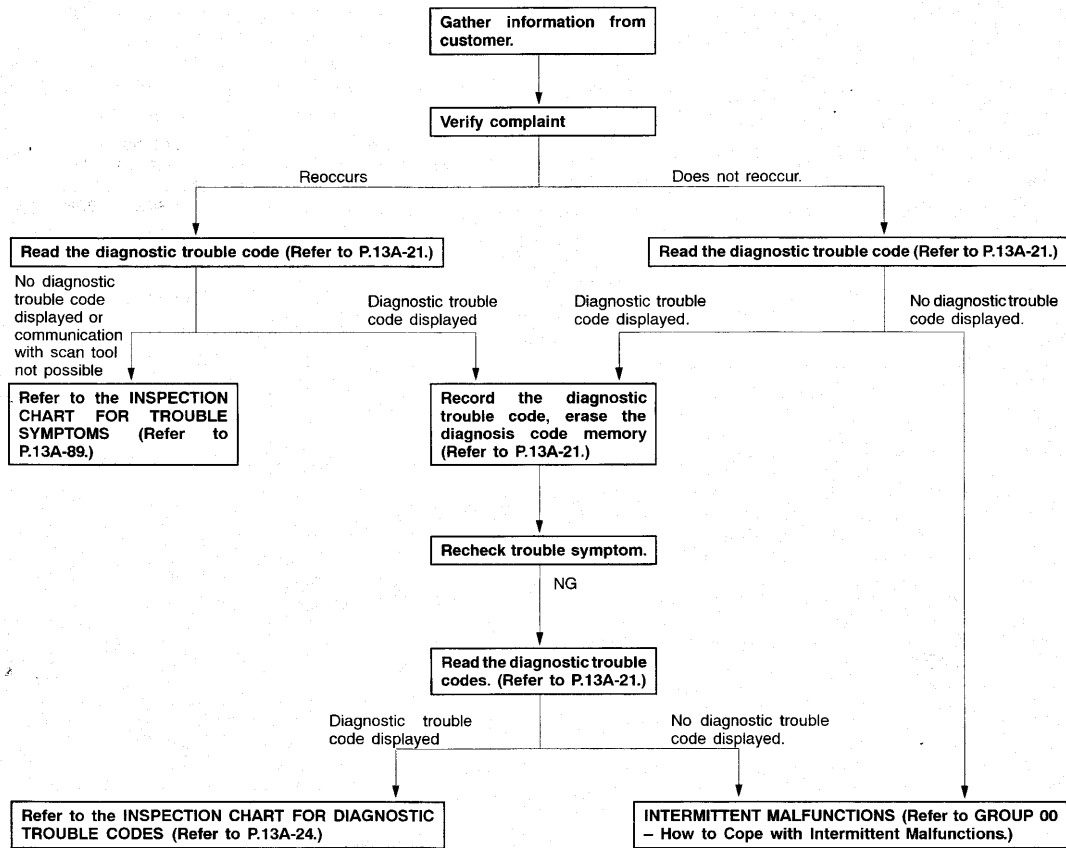 Gather information from
customer.
Verify complaint
Reoccurs
Does not reoccur.
Read the diagnostic trouble code (Refer to P.13A-21.)
Read the diagnostic trouble code (Refer to P.13A-21.)
No diagnostic
trouble code
displayed or
communication
with scan tool
not possible
Diagnostic trouble
code displayed
Diagnostic trouble
code displayed.
No diagnostic trouble
code displayed.
Refer to the INSPECTION
CHART FOR TROUBLE
SYMPTOMS (Refer to
P.13A-89.)
Record the diagnostic
trouble code, erase the
diagnosis code memory
(Refer to P.13A-21.)
Recheck trouble symptom.
NG
Read the diagnostic trouble
codes. (Refer to P.13A-21.)
Diagnostic trouble
code displayed
No diagnostic trouble
code displayed.
Refer to the INSPECTION CHART FOR DIAGNOSTIC
TROUBLE CODES (Refer to P.13A-24.)
INTERMITTENT MALFUNCTIONS (Refer to GROUP 00
– How to Cope with Intermittent Malfunctions.)